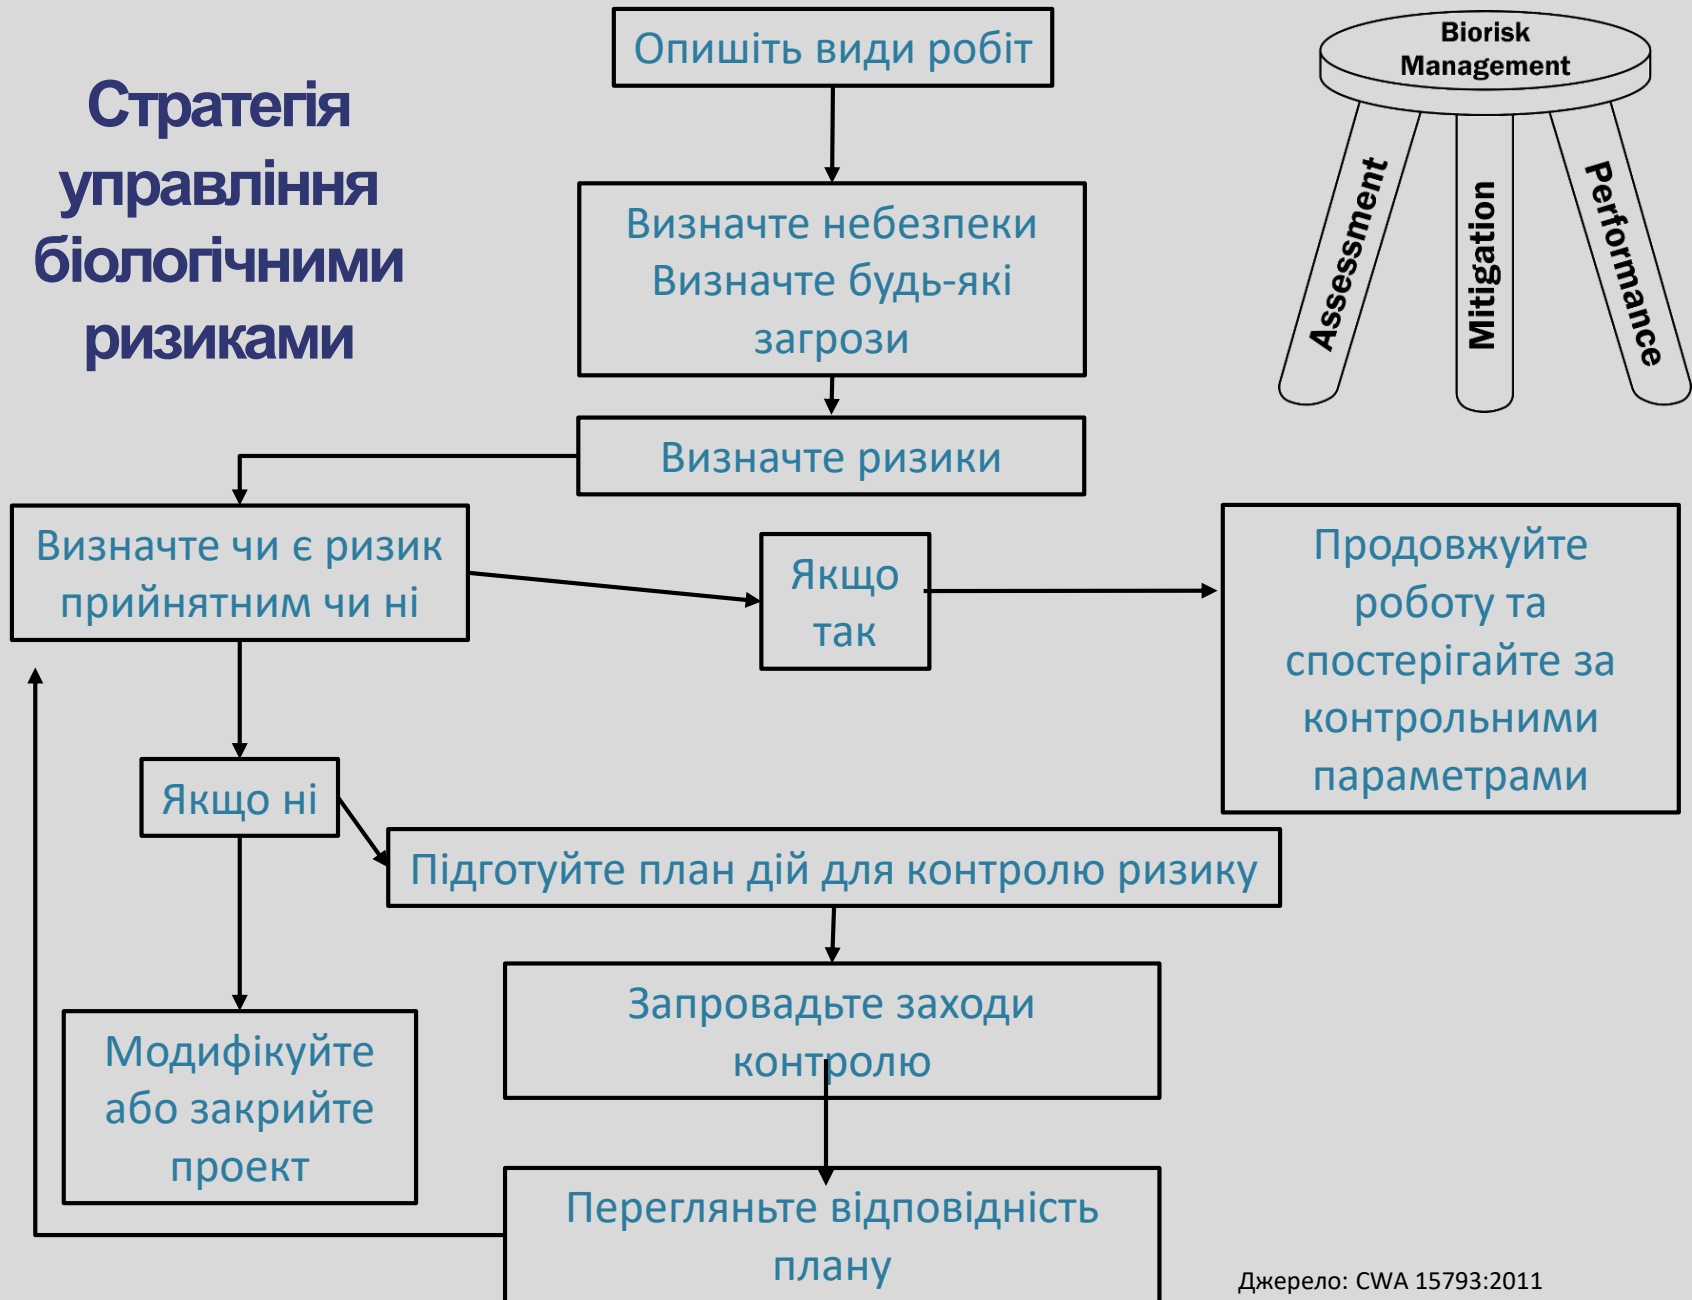 Стратегія
управління
біологічними
ризиками
Опишіть види робіт
Biorisk
Management
Assessment
Mitigation
Performance
Визначте небезпеки
Визначте будь-які
загрози
Визначте ризики
Визначте чи є ризик
прийнятним чи ні
Якщо
так
Продовжуйте
роботу та
спостерігайте за
контрольними
параметрами
Якщо ні
Підготуйте план дій для контролю ризику
Модифікуйте
або закрийте
проект
Запровадьте заходи
контролю
Перегляньте відповідність
плану
Джерело: CWA 15793:2011